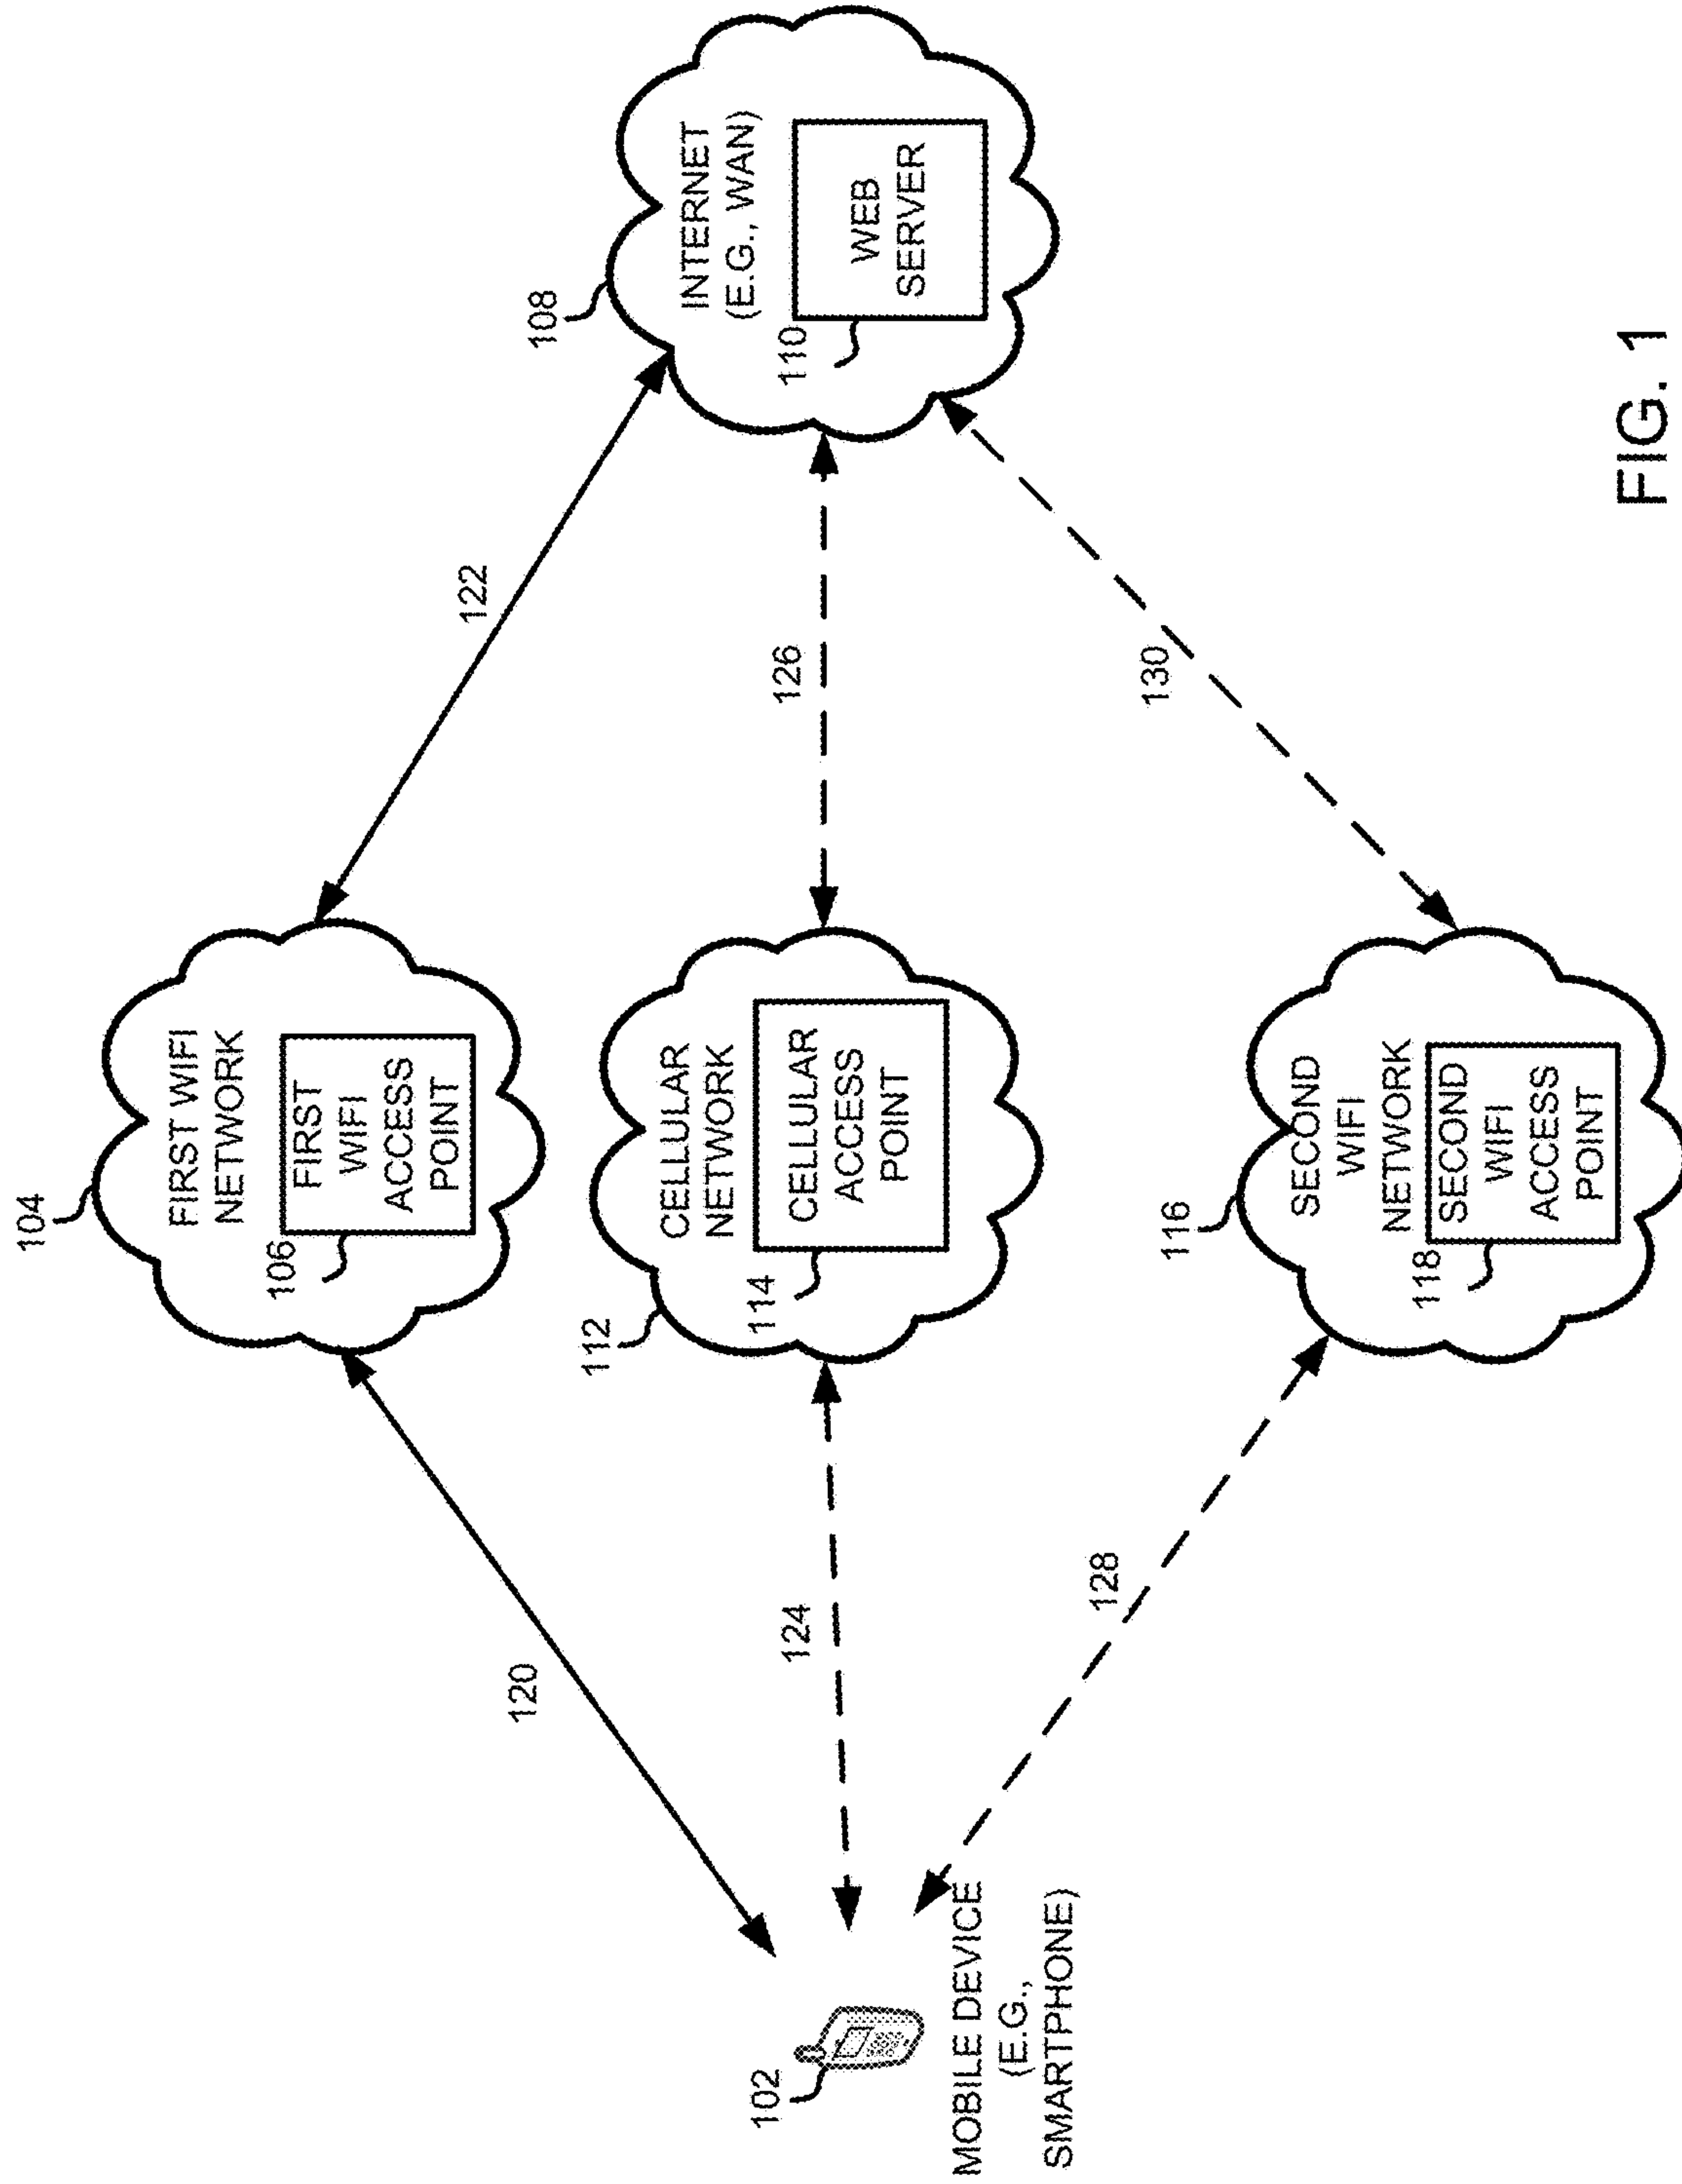 104
FIRST WIFI
NETWORK
106
FIRST
WIFI
ACCESS
POINT
120
122
108
INTERNET
(E.G., WAN)
110
WEB
SERVER
112
CELLULAR
NETWORK
114
CELLULAR
ACCESS
POINT
124
126
102
MOBILE DEVICE
(E.G.,
SMARTPHONE)
128
130
116
SECOND
WIFI
NETWORK
118
SECOND
WIFI
ACCESS
POINT
FIG. 1